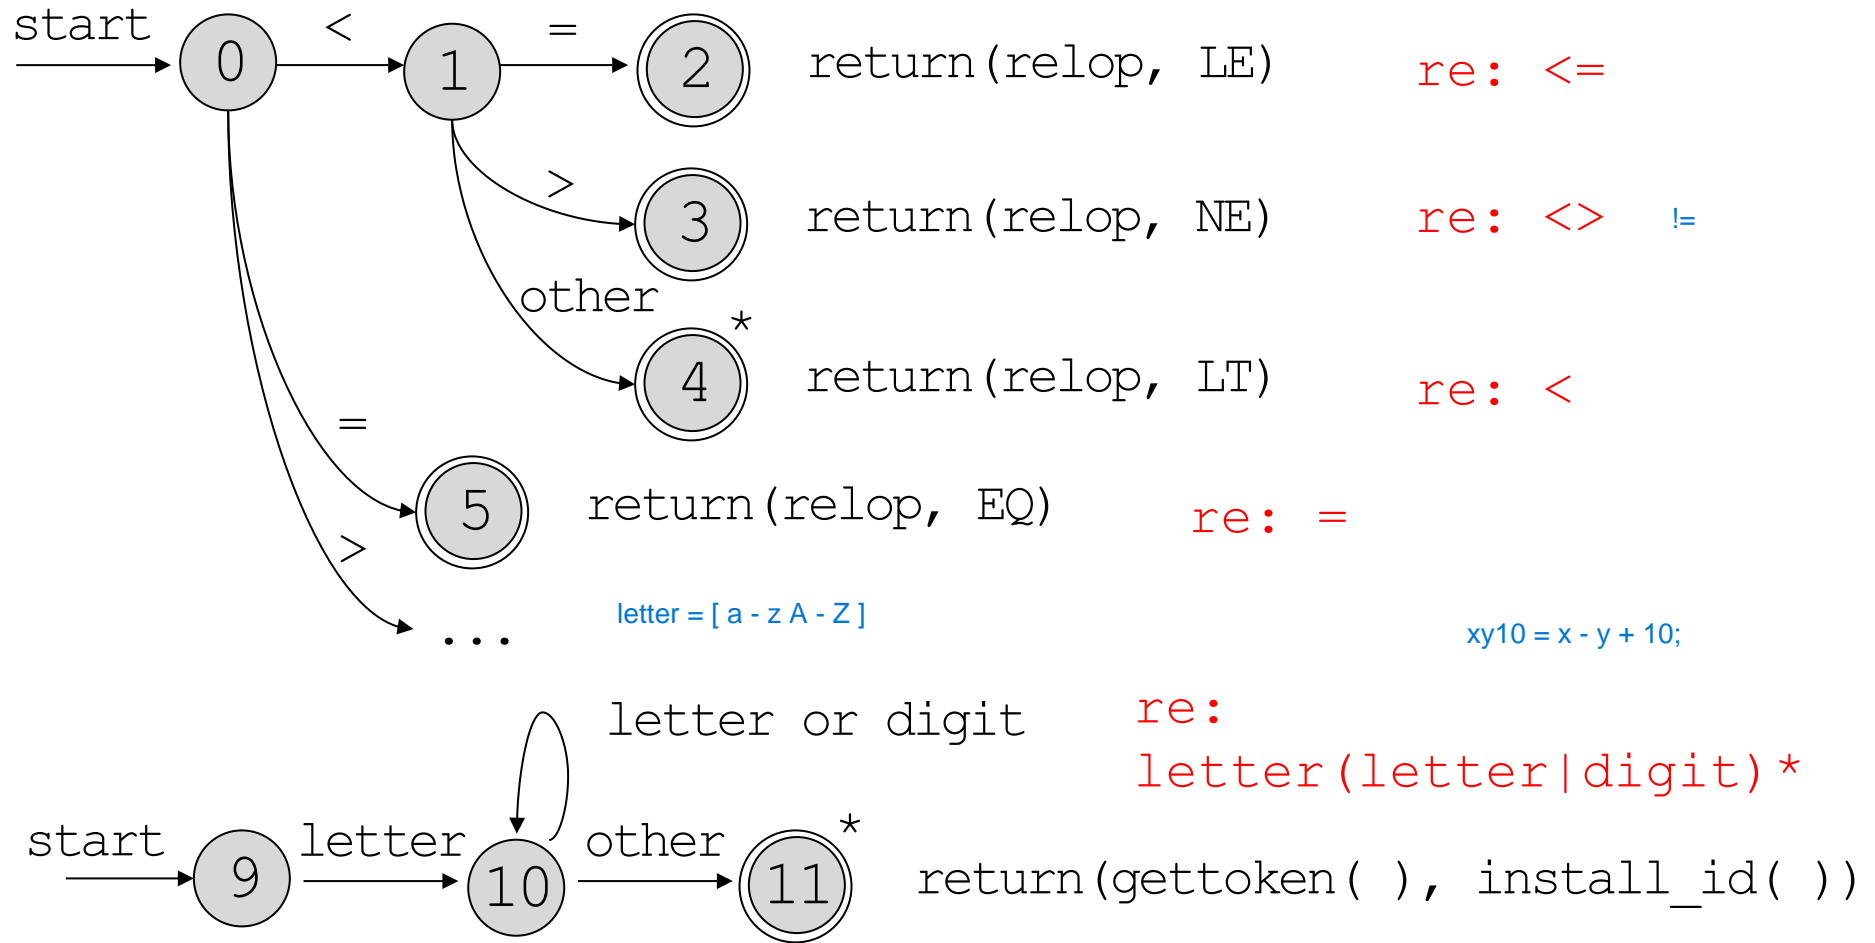 start
0
<
1
=
2
return(relop, LE)
re: <=
>
3
return(relop, NE)
re: <>
!=
other
4
*
return(relop, LT)
re: <
=
5
return(relop, EQ)
re: =
>
...
letter = [ a - z A - Z ]
xy10 = x - y + 10;
letter or digit
re:
letter(letter|digit)*
start
9
letter
10
other
11
*
return(gettoken( ), install_id( ))